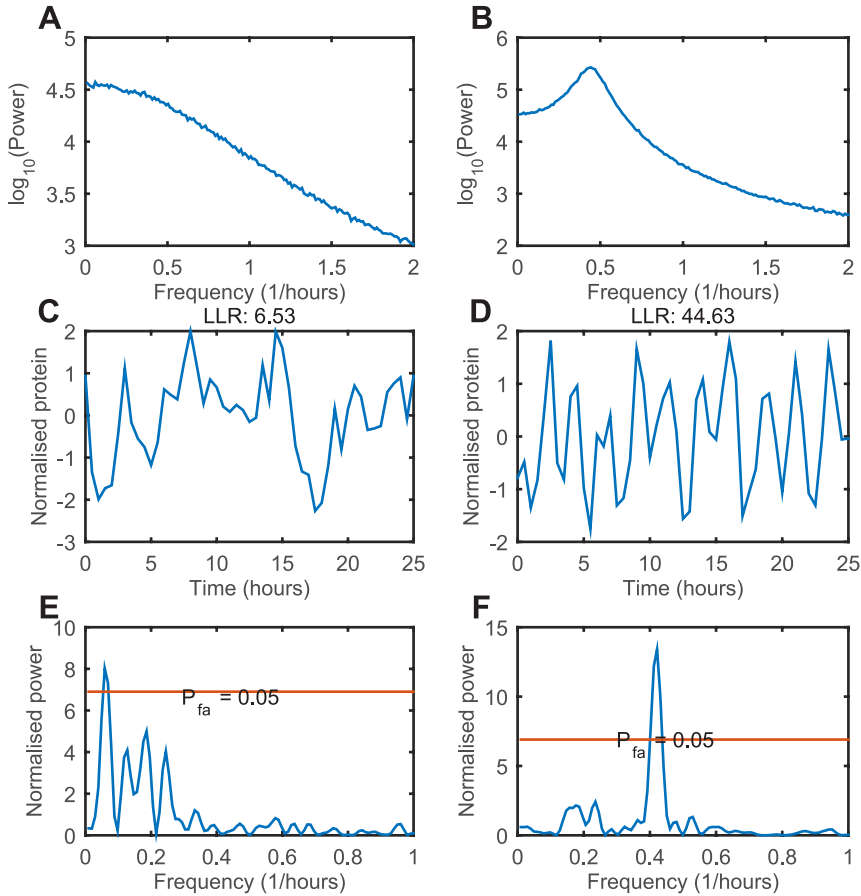 A
B
5
4.5
4
3.5
3
log10(Power)
0 0.5 1 1.5 2
Frequency (1/hours)
6
5
4
3
2
log10(Power)
0 0.5 1 1.5 2
Frequency (1/hours)
C
LLR: 6.53
2
1
0
-1
-2
-3
Normalised protein
0 5 10 15 20 25
Time (hours)
D
LLR: 44.63
2
1
0
-1
-2
Normalised protein
0 5 10 15 20 25
Time (hours)
E
10
8
6
4
2
0
Normalised power
Pfa = 0.05
0 0.2 0.4 0.6 0.8 1
Frequency (1/hours)
F
15
10
5
0
Normalised power
Pfa = 0.05
0 0.2 0.4 0.6 0.8 1
Frequency (1/hours)